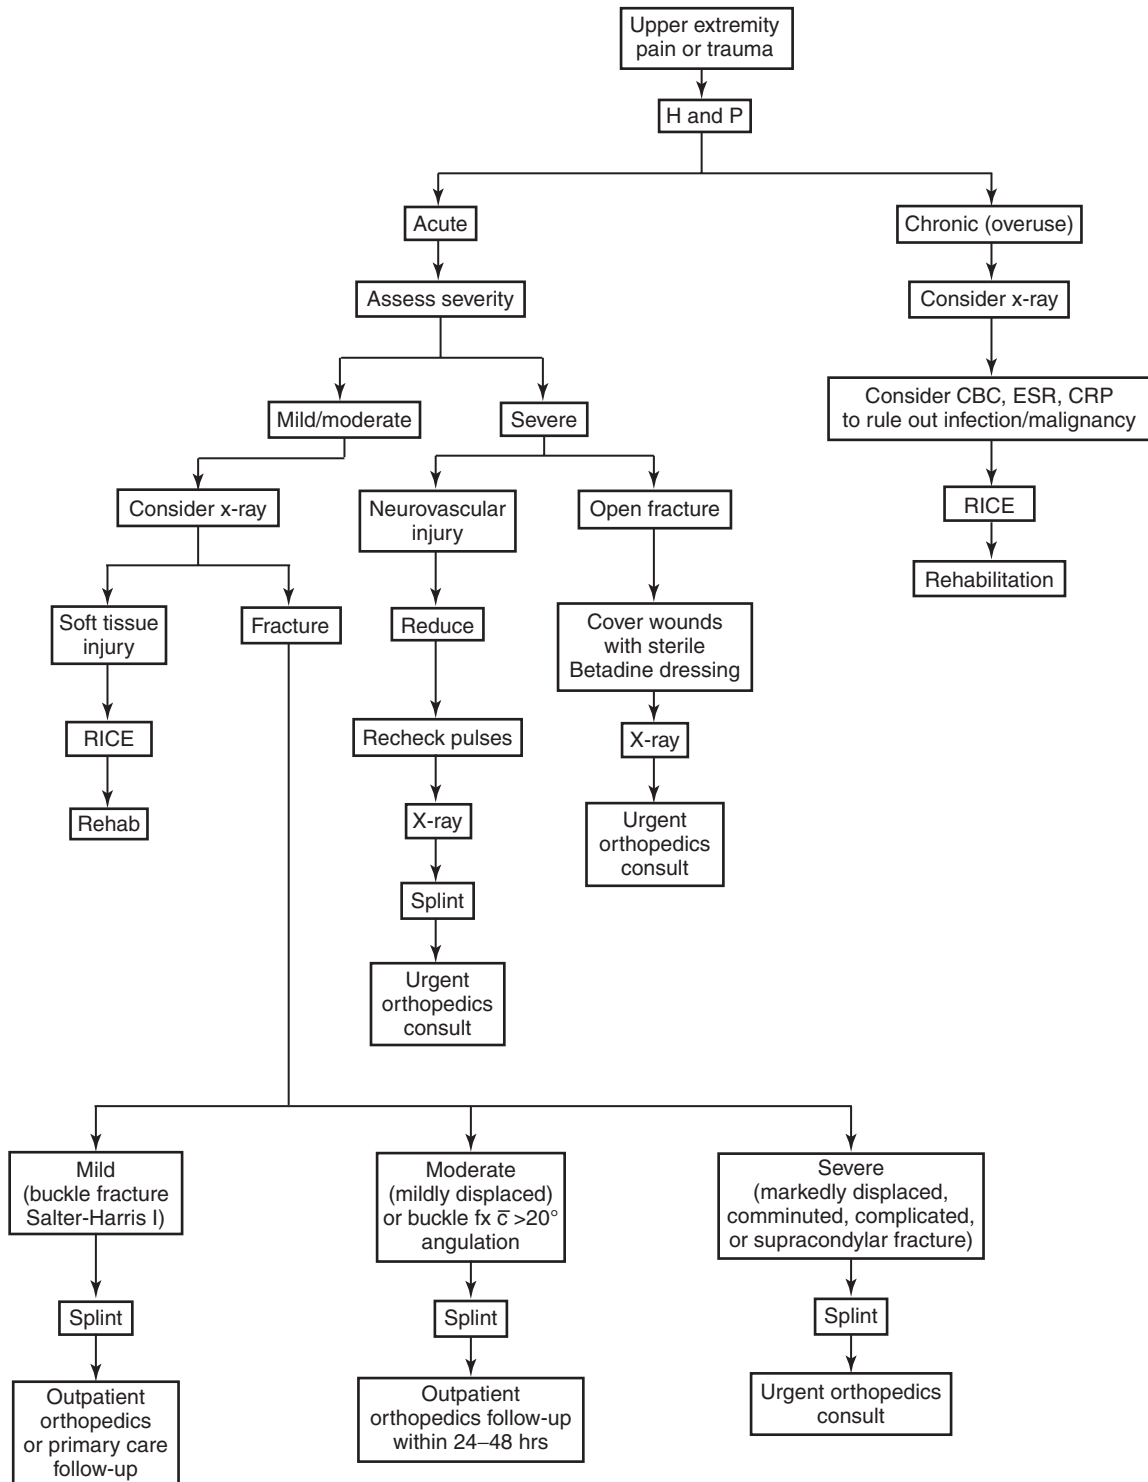 Upper extremity
pain or trauma
H and P
Acute
Chronic (overuse)
Assess severity
Consider x-ray
Mild/moderate
Severe
Consider CBC, ESR, CRP
to rule out infection/malignancy
Consider x-ray
Neurovascular
injury
Open fracture
RICE
Rehabilitation
Soft tissue
injury
Fracture
Reduce
Cover wounds
with sterile
Betadine dressing
RICE
Recheck pulses
X-ray
Rehab
X-ray
Urgent
orthopedics
consult
Splint
Urgent
orthopedics
consult
Mild
(buckle fracture
Salter-Harris I)
Moderate
(mildly displaced)
or buckle fx c̅ >20°
angulation
Severe
(markedly displaced,
comminuted, complicated,
or supracondylar fracture)
Splint
Splint
Splint
Outpatient
orthopedics
or primary care
follow-up
Outpatient
orthopedics follow-up
within 24–48 hrs
Urgent orthopedics
consult